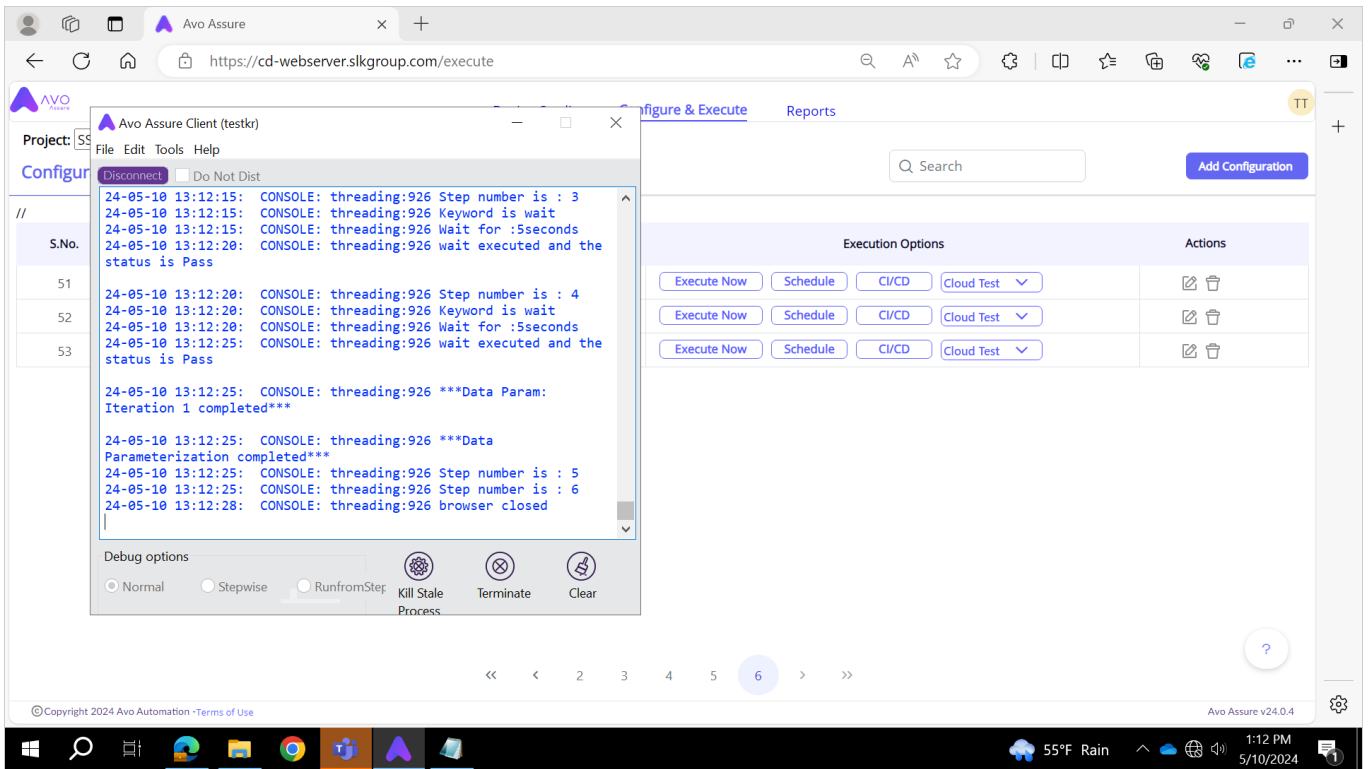 Avo Assure
https://cd-webserver.slkgroup.com/execute
AVO
Assure
Configure & Execute
Reports
TT
Project: SS
Configur
Search
Add Configuration
//
S.No.
Execution Options
Actions
51
Execute Now
Schedule
CI/CD
Cloud Test
52
Execute Now
Schedule
CI/CD
Cloud Test
53
Execute Now
Schedule
CI/CD
Cloud Test
Avo Assure Client (testkr)
File Edit Tools Help
Disconnect
Do Not Dist
24-05-10 13:12:15: CONSOLE: threading:926 Step number is : 3
24-05-10 13:12:15: CONSOLE: threading:926 Keyword is wait
24-05-10 13:12:15: CONSOLE: threading:926 Wait for :5seconds
24-05-10 13:12:20: CONSOLE: threading:926 wait executed and the
status is Pass
24-05-10 13:12:20: CONSOLE: threading:926 Step number is : 4
24-05-10 13:12:20: CONSOLE: threading:926 Keyword is wait
24-05-10 13:12:20: CONSOLE: threading:926 Wait for :5seconds
24-05-10 13:12:25: CONSOLE: threading:926 wait executed and the
status is Pass
24-05-10 13:12:25: CONSOLE: threading:926 ***Data Param:
Iteration 1 completed***
24-05-10 13:12:25: CONSOLE: threading:926 ***Data
Parameterization completed***
24-05-10 13:12:25: CONSOLE: threading:926 Step number is : 5
24-05-10 13:12:25: CONSOLE: threading:926 Step number is : 6
24-05-10 13:12:28: CONSOLE: threading:926 browser closed
Debug options
Normal
Stepwise
RunfromStep
Kill Stale
Process
Terminate
Clear
?
2 3 4 5 6
©Copyright 2024 Avo Automation -Terms of Use
Avo Assure v24.0.4
55°F Rain
1:12 PM
5/10/2024
1